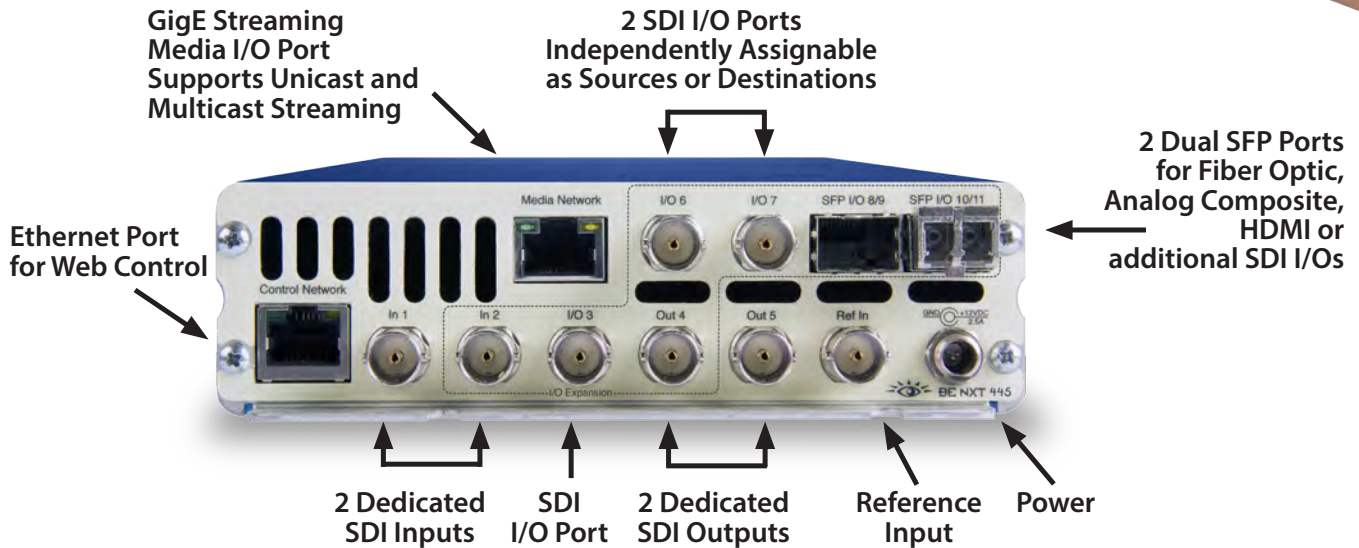 GigE Streaming
Media I/O Port
Supports Unicast and
Multicast Streaming
2 SDI I/O Ports
Independently Assignable
as Sources or Destinations
2 Dual SFP Ports
for Fiber Optic,
Analog Composite,
HDMI or
additional SDI I/Os
Ethernet Port
for Web Control
Media Network
I/O 6
I/O 7
SFP I/O 8/9
SFP I/O 10/11
Control Network
In 1
In 2
I/O 3
Out 4
Out 5
Ref In
GND
+12VDC
2.5A
I/O Expansion
BE NXT 445
2 Dedicated
SDI Inputs
SDI
I/O Port
2 Dedicated
SDI Outputs
Reference
Input
Power